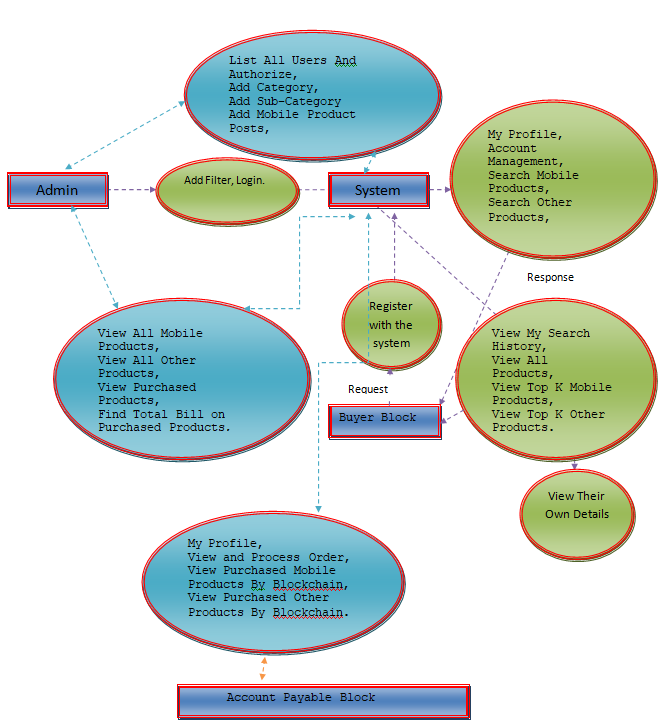 List All Users And
Authorize,
Add Category,
Add Sub-Category
Add Mobile Product
Posts,
My Profile,
Account
Management,
Search Mobile
Products,
Search Other
Products,
Admin
Add Filter, Login.
System
Response
Register
with the
system
View All Mobile
Products,
View All Other
Products,
View Purchased
Products,
Find Total Bill on
Purchased Products.
View My Search
History,
View All
Products,
View Top K Mobile
Products,
View Top K Other
Products.
Request
Buyer Block
View Their
Own Details
My Profile,
View and Process Order,
View Purchased Mobile
Products By Blockchain,
View Purchased Other
Products By Blockchain.
Account Payable Block